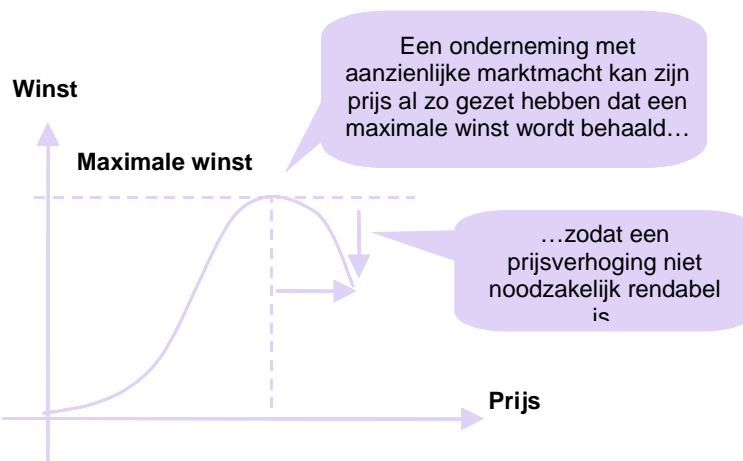 Een onderneming met
aanzienlijke marktmacht kan zijn
prijs al zo gezet hebben dat een
maximale winst wordt behaald…
Winst
Maximale winst
…zodat een
prijsverhoging niet
noodzakelijk rendabel
is
Prijs